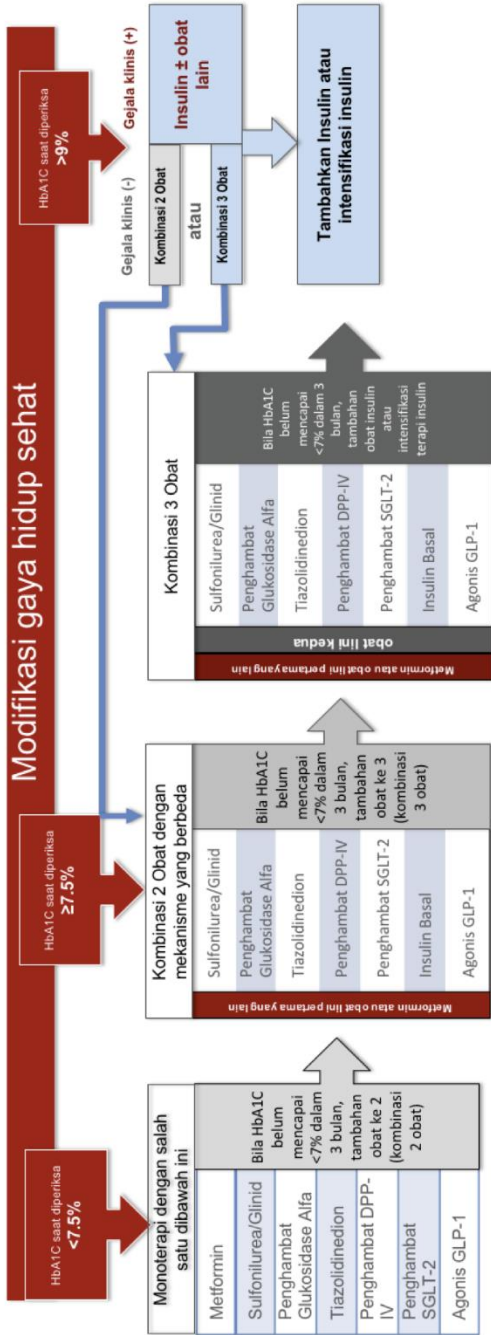 Modifikasi gaya hidup sehat
HbA1C saat diperiksa
<7.5%
HbA1C saat diperiksa
≥7.5%
HbA1C saat diperiksa
>9%
Monoterapi dengan salah
satu dibawah ini
Metformin
Sulfonilurea/Glinid
Penghambat
Glukosidase Alfa
Tiazolidinedion
Penghambat DPP-
IV
Penghambat
SGLT-2
Agonis GLP-1
Bila HbA1C
belum
mencapai
<7% dalam
3 bulan,
tambahan
obat ke 2
(kombinasi
2 obat)
Kombinasi 2 Obat dengan
mekanisme yang berbeda
Metformin atau obat lini pertama yang lain
Sulfonilurea/Glinid
Penghambat
Glukosidase Alfa
Tiazolidinedion
Penghambat DPP-IV
Penghambat SGLT-2
Insulin Basal
Agonis GLP-1
Bila HbA1C
belum
mencapai
<7% dalam
3 bulan,
tambahan
obat ke 3
(kombinasi
3 obat)
Kombinasi 3 Obat
Metformin atau obat lini pertama yang lain
obat lini kedua
Sulfonilurea/Glinid
Penghambat
Glukosidase Alfa
Tiazolidinedion
Penghambat DPP-IV
Penghambat SGLT-2
Insulin Basal
Agonis GLP-1
Bila HbA1C
belum
mencapai
<7% dalam 3
bulan,
tambahan
obat insulin
atau
intensifikasi
terapi insulin
Gejala klinis (-)
Gejala klinis (+)
Kombinasi 2 Obat
atau
Kombinasi 3 Obat
Insulin ± obat
lain
Tambahkan Insulin atau
intensifikasi insulin